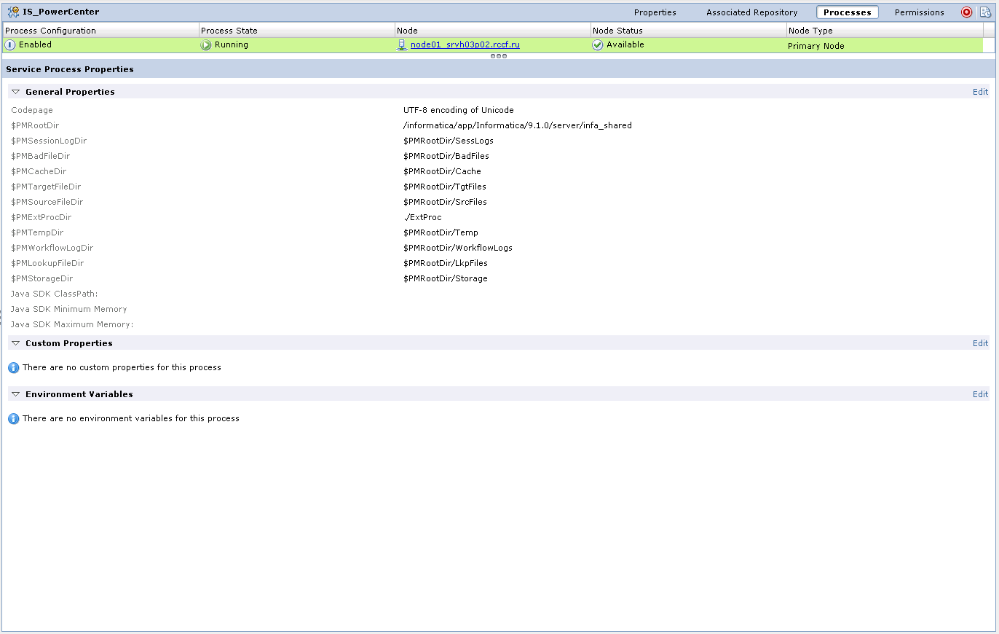 IS_PowerCenter Properties Associated Repository Processes Permissions
Process Configuration Process State Node Node Status Node Type
Enabled Running node01_srvh03p02.rccf.ru Available Primary Node
Service Process Properties
General Properties Edit
Codepage UTF-8 encoding of Unicode
$PMRootDir /informatica/app/Informatica/9.1.0/server/infa_shared
$PMSessionLogDir $PMRootDir/SessLogs
$PMBadFileDir $PMRootDir/BadFiles
$PMCacheDir $PMRootDir/Cache
$PMTargetFileDir $PMRootDir/TgtFiles
$PMSourceFileDir $PMRootDir/SrcFiles
$PMExtProcDir ./ExtProc
$PMTempDir $PMRootDir/Temp
$PMWorkflowLogDir $PMRootDir/WorkflowLogs
$PMLookupFileDir $PMRootDir/LkpFiles
$PMStorageDir $PMRootDir/Storage
Java SDK ClassPath:
Java SDK Minimum Memory
Java SDK Maximum Memory:
Custom Properties Edit
There are no custom properties for this process
Environment Variables Edit
There are no environment variables for this process